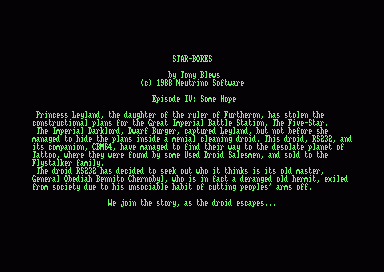 STAR-BORES
by Tony Blews
(c) 1988 Neutrino Software
Episode IV: Some Hope
Princess Leyland, the daughter of the ruler of Furtheron, has stolen the
constructional plans for the Great Imperial Battle Station, The Five-Star.
The Imperial Darklord, Dwarf Burger, captured Leyland, but not before she
managed to hide the plans inside a menial cleaning droid. This droid, RS232, and
its companion, CBM64, have managed to find their way to the desolate planet of
Tattoo, where they were found by some Used Droid Salesmen, and sold to the
Flystalker family.
The droid RS232 has decided to seek out who it thinks is its old master,
General Obediah Bennito Chernobyl, who is in fact a deranged old hermit, exiled
from society due to his unsociable habit of cutting peoples' arms off.
We join the story, as the droid escapes...